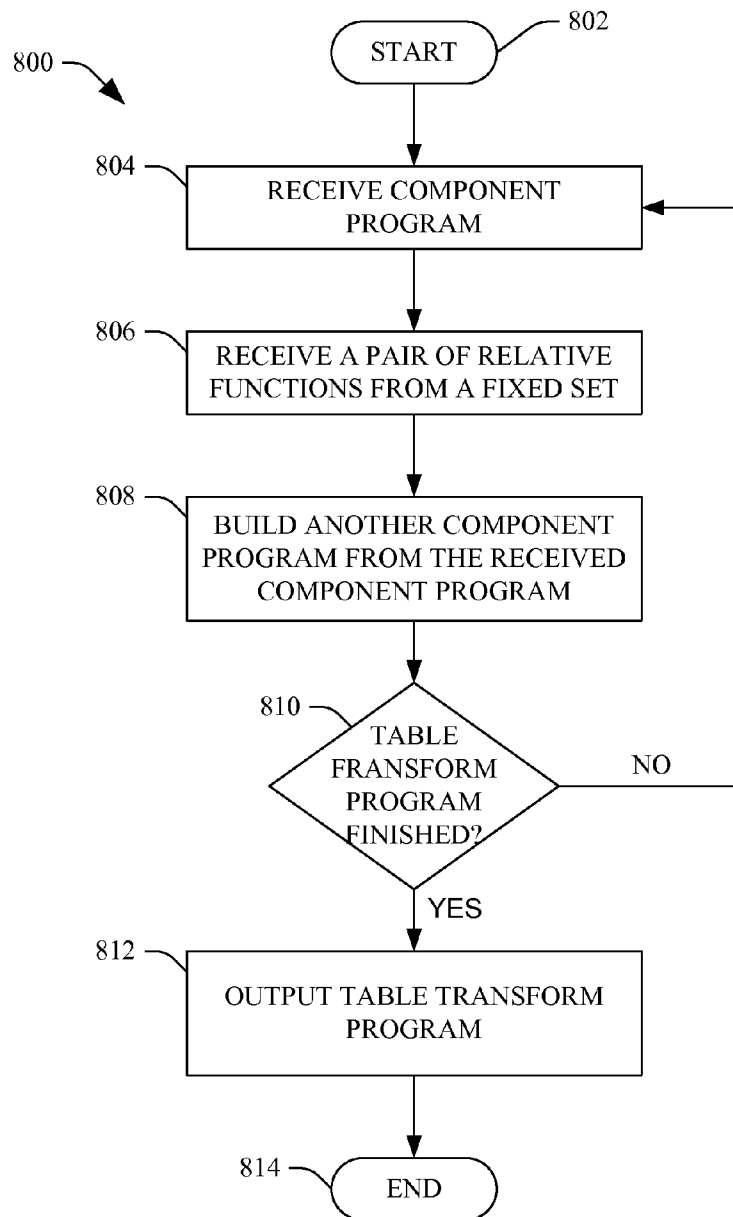 802
START
800
804
RECEIVE COMPONENT
PROGRAM
806
RECEIVE A PAIR OF RELATIVE
FUNCTIONS FROM A FIXED SET
808
BUILD ANOTHER COMPONENT
PROGRAM FROM THE RECEIVED
COMPONENT PROGRAM
810
TABLE
FRANSFORM
PROGRAM
FINISHED?
NO
YES
812
OUTPUT TABLE TRANSFORM
PROGRAM
814
END